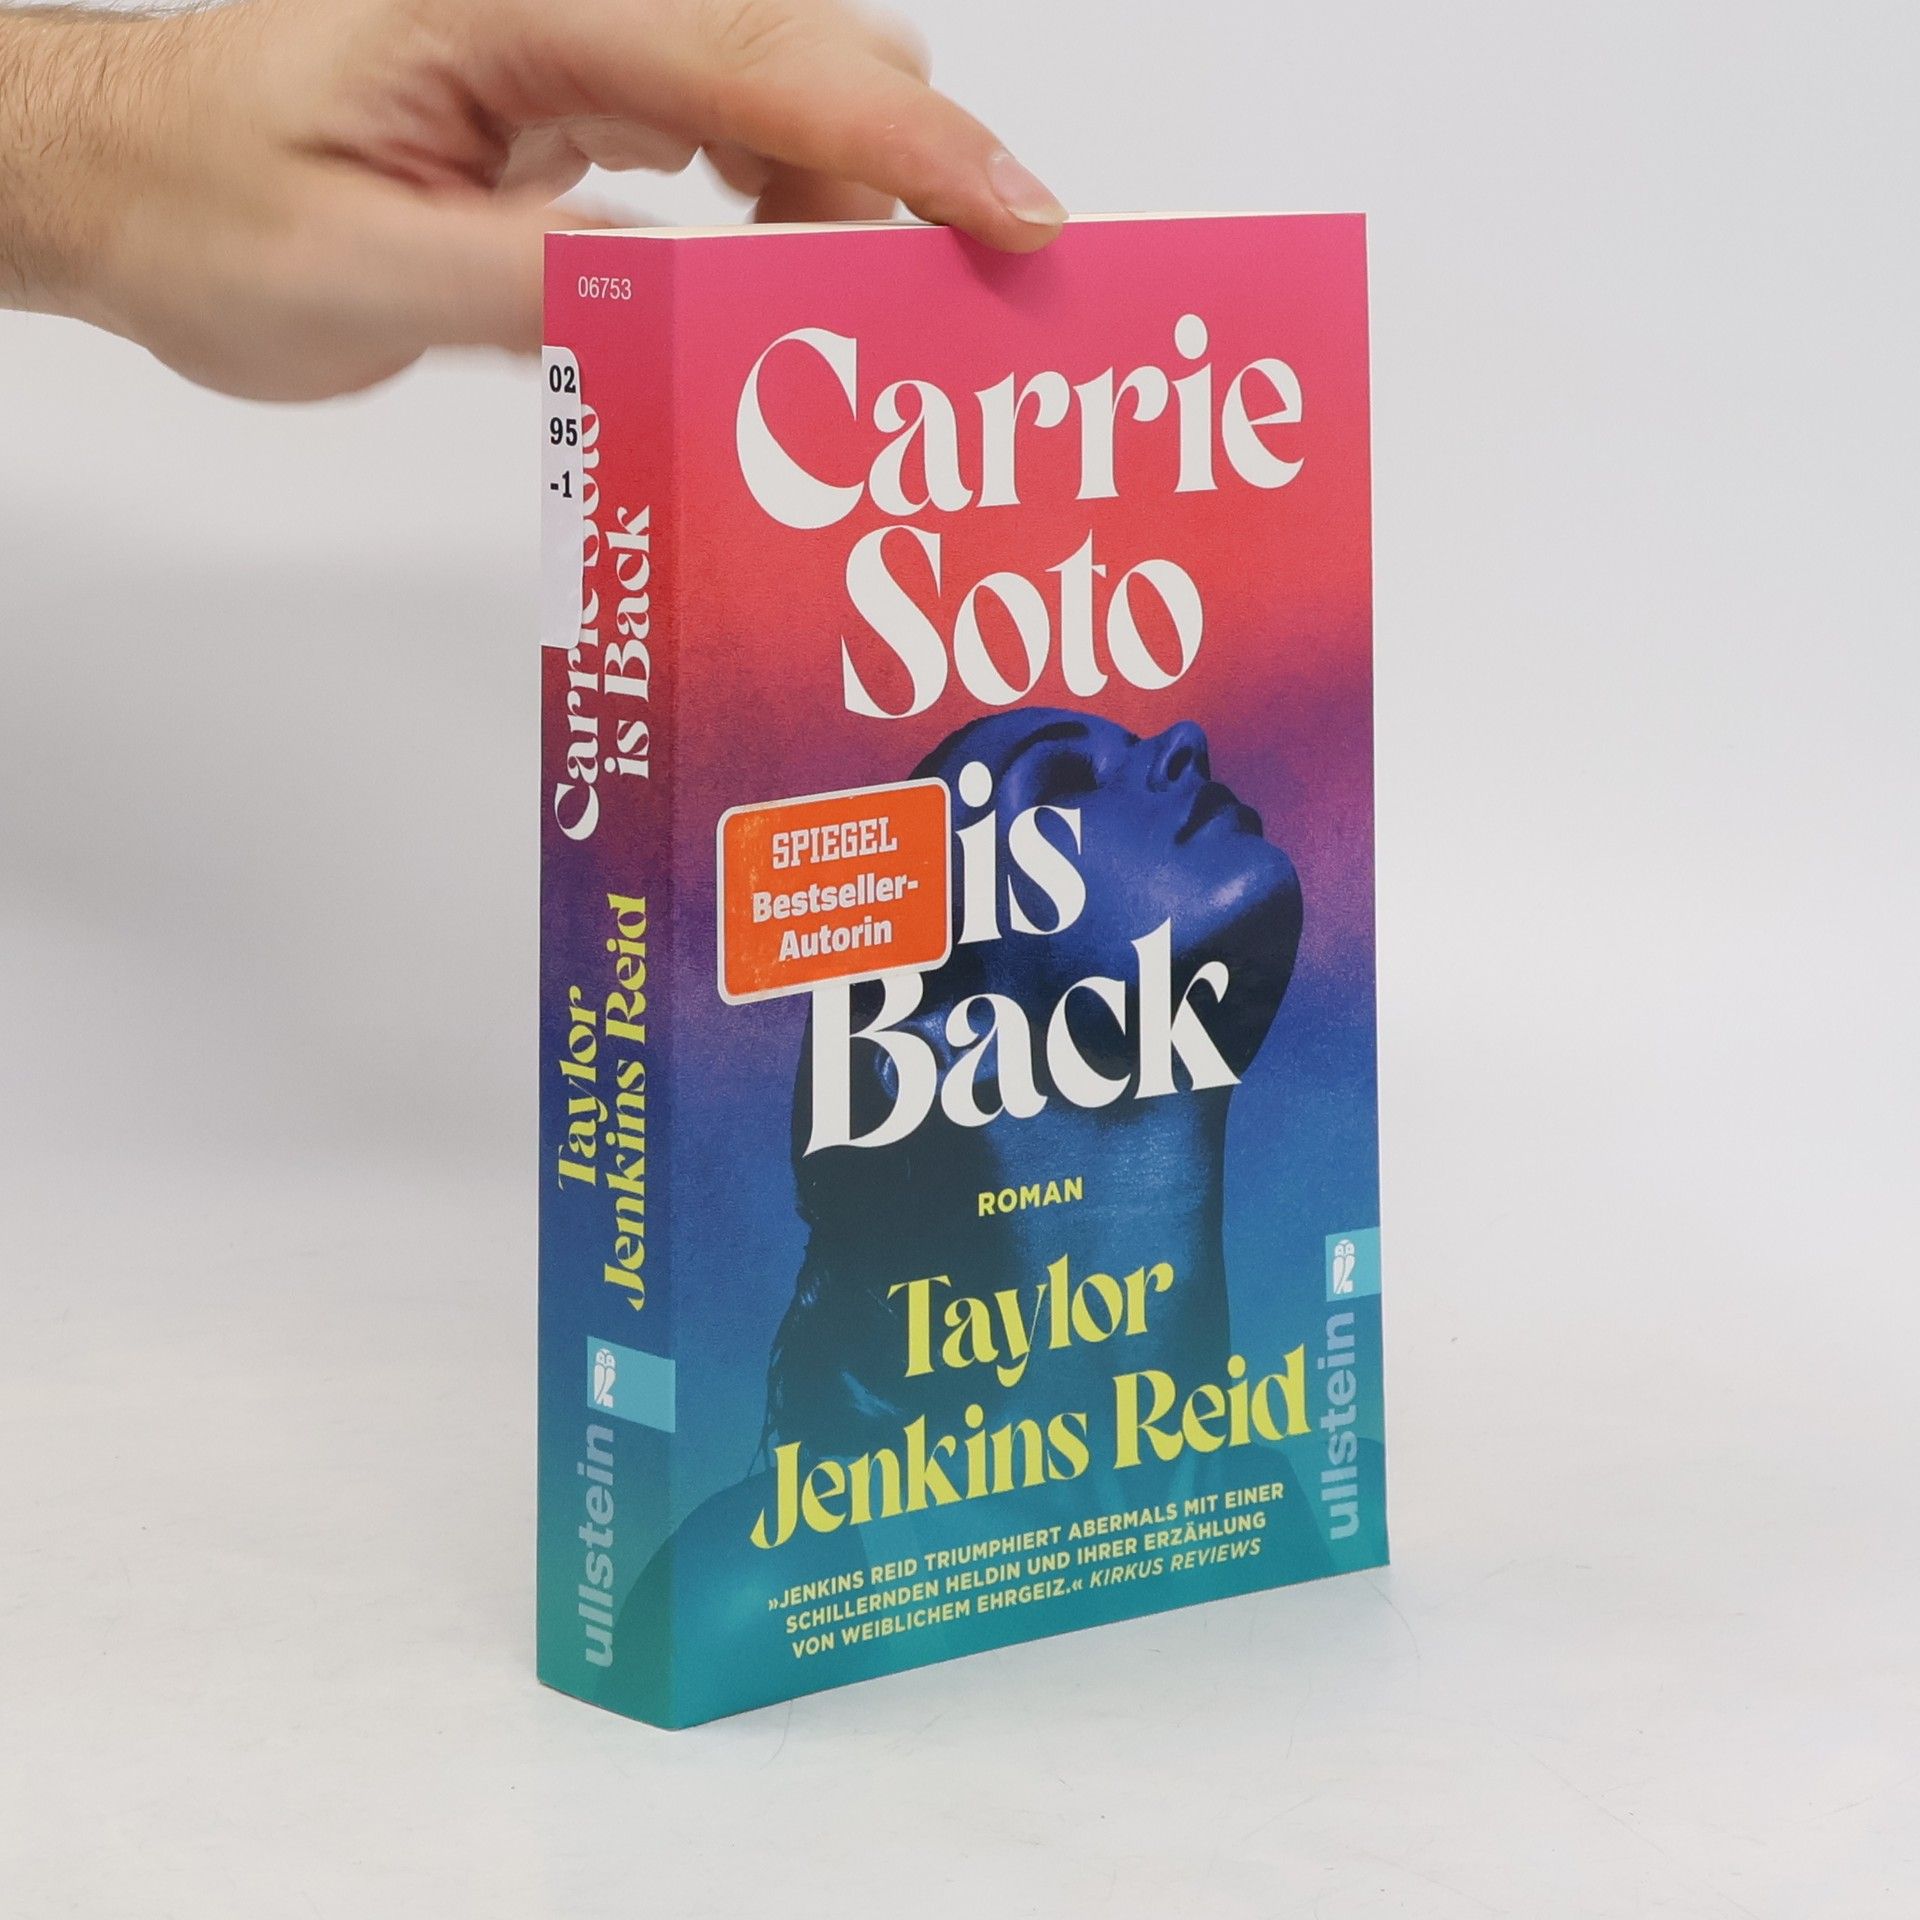 06753
02
95
-1
Carrie Soto
is Back
Taylor
Jenkins Reid
ullstein
Carrie
Soto
is
Back
SPIEGEL
Bestseller-
Autorin
ROMAN
Taylor
Jenkins Reid
ullstein
»JENKINS REID TRIUMPHIERT ABERMALS MIT EINER
SCHILLERNDEN HELDIN UND IHRER ERZÄHLUNG
VON WEIBLICHEM EHRGEIZ.« KIRKUS REVIEWS